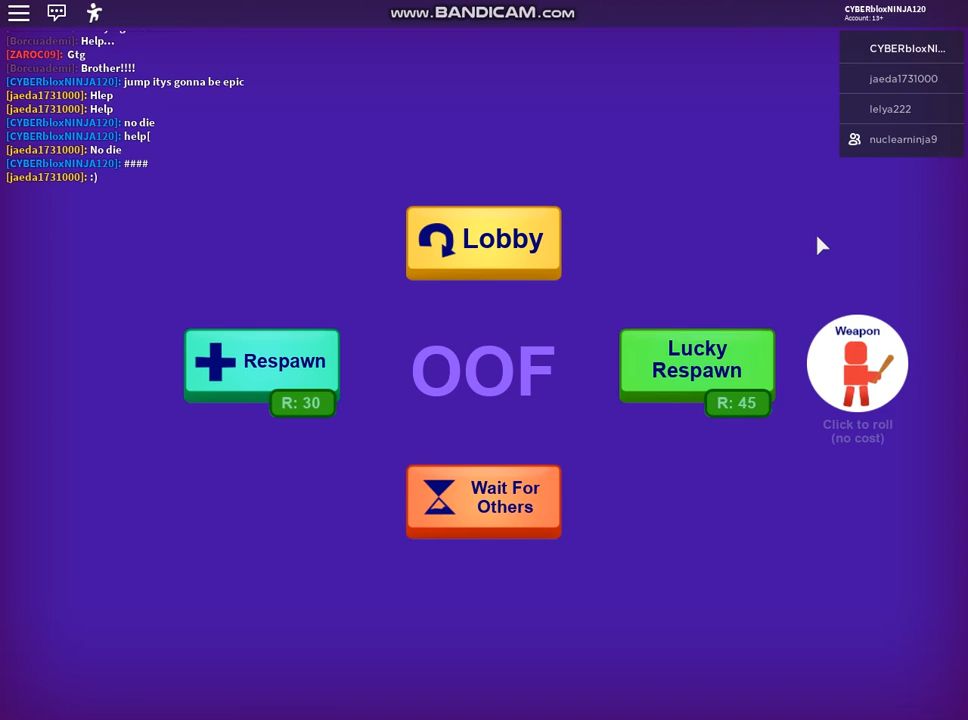 www.BANDICAM.com
CYBERbloxNINJA120
Account: 13+
[Borcuademi]: Help...
[ZAROC09]: Gtg
[Borcuademi]: Brother!!!!
[CYBERbloxNINJA120]: jump itys gonna be epic
[jaeda1731000]: Hlep
[jaeda1731000]: Help
[CYBERbloxNINJA120]: no die
[CYBERbloxNINJA120]: help[
[jaeda1731000]: No die
[CYBERbloxNINJA120]: ####
[jaeda1731000]: :)
CYBERbloxNI...
jaeda1731000
lelya222
nuclearninja9
Lobby
Respawn
R: 30
OOF
Lucky
Respawn
R: 45
Weapon
Click to roll
(no cost)
Wait For
Others